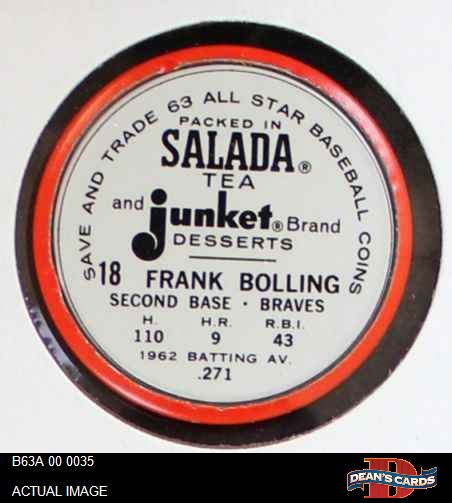 SAVE AND TRADE 63 ALL STAR BASEBALL COINS
PACKED IN
SALADA®
TEA
and junket® Brand
DESSERTS
18 FRANK BOLLING
SECOND BASE · BRAVES
H. H.R. R.B.I.
110 9 43
1962 BATTING AV.
.271
B63A 00 0035
ACTUAL IMAGE
D
DEAN'S CARDS